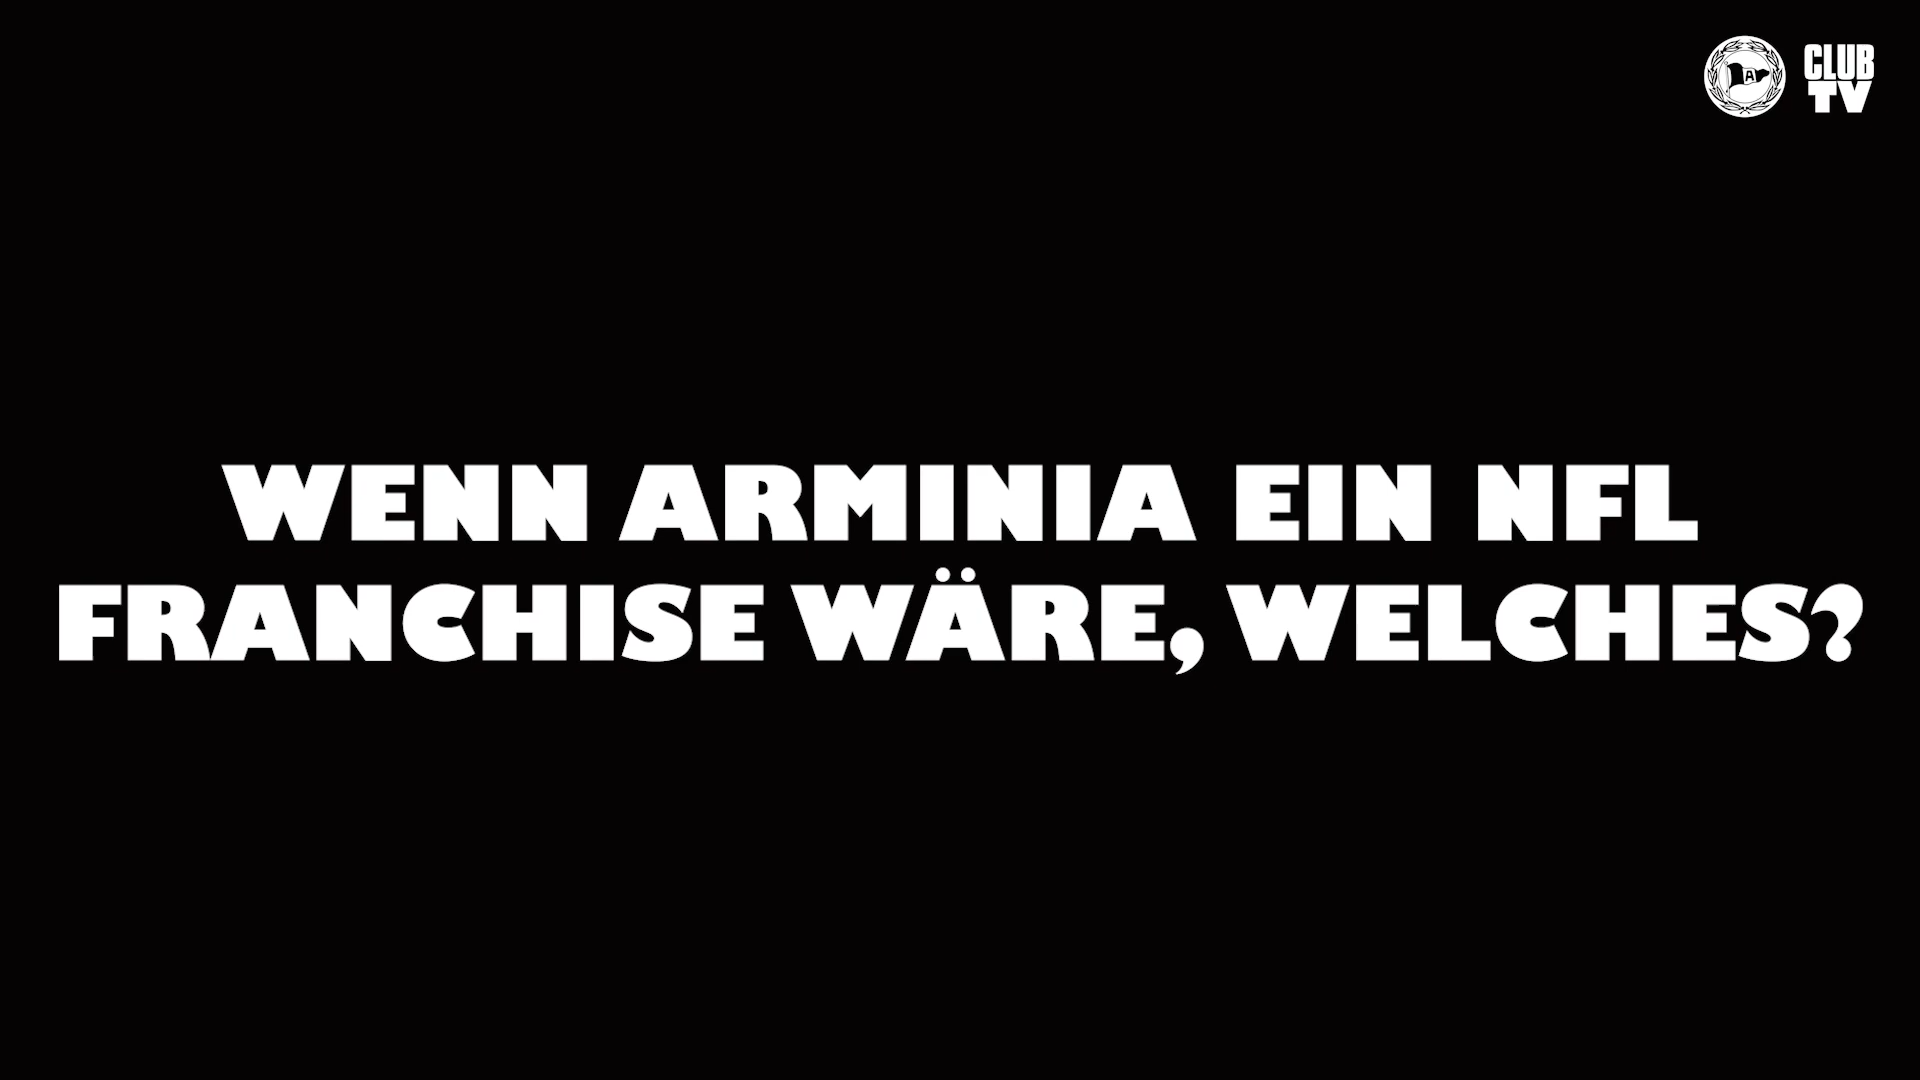 A
CLUB
TV
WENN ARMINIA EIN NFL
FRANCHISE WÄRE, WELCHES?